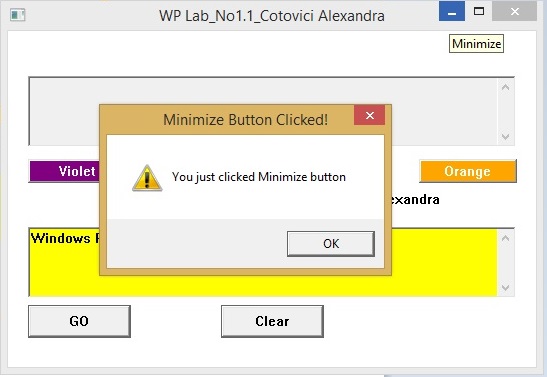 WP Lab_No1.1_Cotovici Alexandra
Minimize
Minimize Button Clicked!
You just clicked Minimize button
OK
Violet
Orange
Windows
GO
Clear